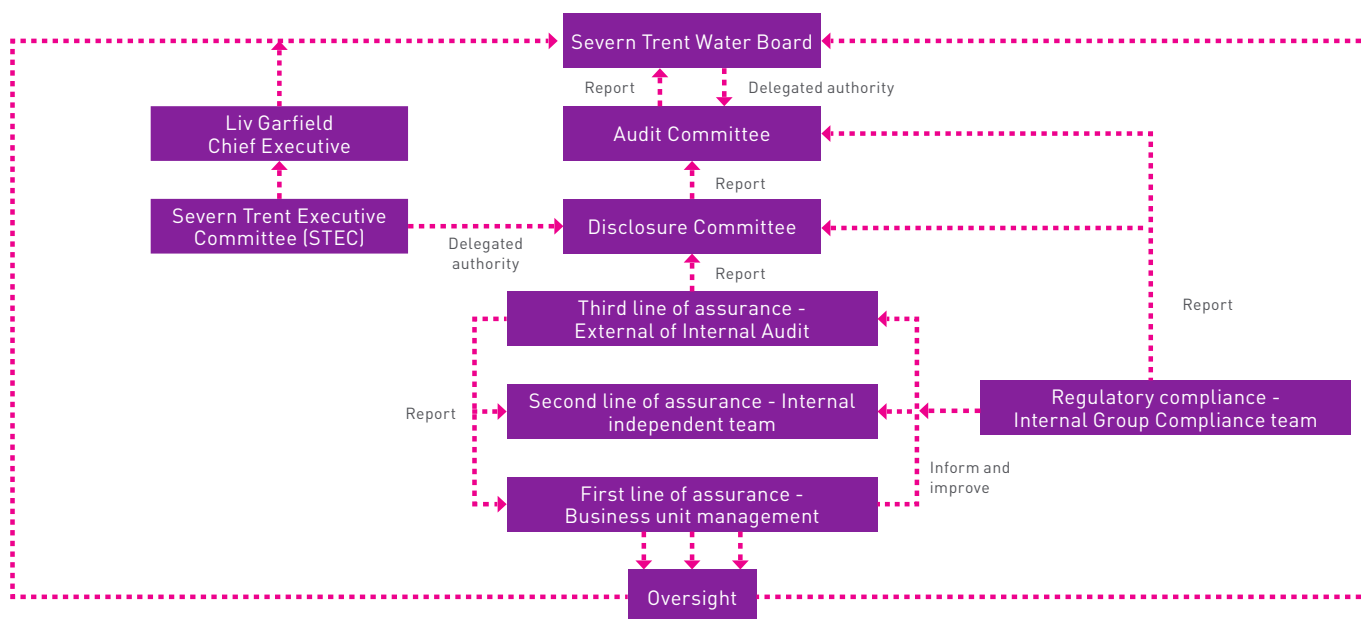 Severn Trent Water Board
Report
Delegated authority
Liv Garfield
Chief Executive
Audit Committee
Report
Severn Trent Executive
Committee (STEC)
Delegated
authority
Disclosure Committee
Report
Third line of assurance -
External of Internal Audit
Report
Report
Second line of assurance - Internal
independent team
Regulatory compliance -
Internal Group Compliance team
Inform and
improve
First line of assurance -
Business unit management
Oversight